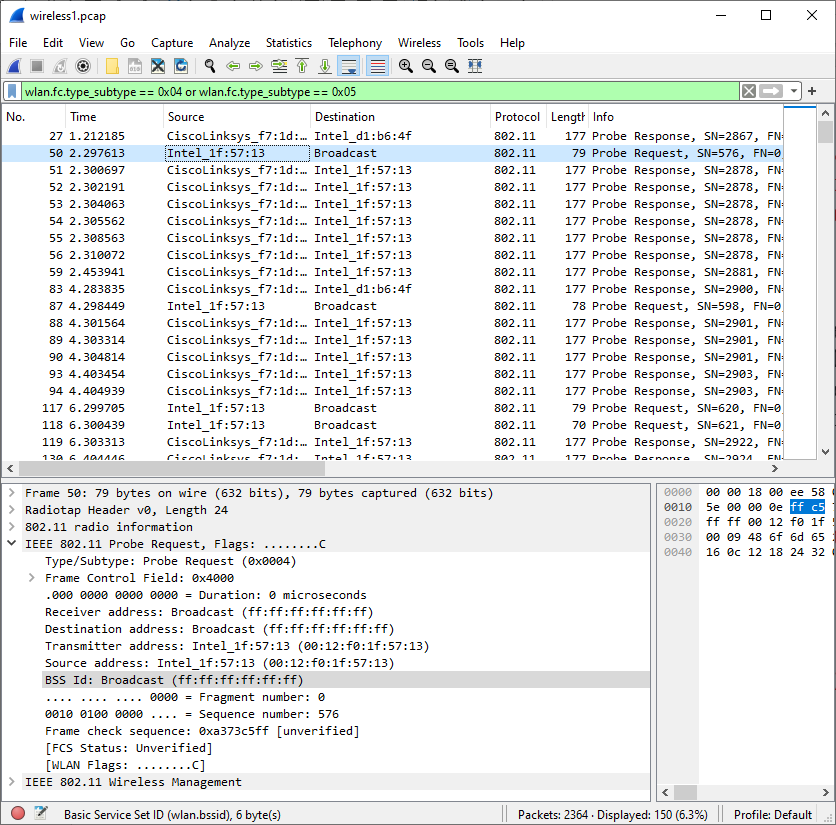 wireless1.pcap
File Edit View Go Capture Analyze Statistics Telephony Wireless Tools Help
wlan.fc.type_subtype == 0x04 or wlan.fc.type_subtype == 0x05
No. Time Source Destination Protocol Length Info
27 1.212185 CiscoLinksys_f7:1d:… Intel_d1:b6:4f 802.11 177 Probe Response, SN=2867, FN=
50 2.297613 Intel_1f:57:13 Broadcast 802.11 79 Probe Request, SN=576, FN=0
51 2.300697 CiscoLinksys_f7:1d:… Intel_1f:57:13 802.11 177 Probe Response, SN=2878, FN=
52 2.302191 CiscoLinksys_f7:1d:… Intel_1f:57:13 802.11 177 Probe Response, SN=2878, FN=
53 2.304063 CiscoLinksys_f7:1d:… Intel_1f:57:13 802.11 177 Probe Response, SN=2878, FN=
54 2.305562 CiscoLinksys_f7:1d:… Intel_1f:57:13 802.11 177 Probe Response, SN=2878, FN=
55 2.308563 CiscoLinksys_f7:1d:… Intel_1f:57:13 802.11 177 Probe Response, SN=2878, FN=
56 2.310072 CiscoLinksys_f7:1d:… Intel_1f:57:13 802.11 177 Probe Response, SN=2878, FN=
59 2.453941 CiscoLinksys_f7:1d:… Intel_1f:57:13 802.11 177 Probe Response, SN=2881, FN=
83 4.283835 CiscoLinksys_f7:1d:… Intel_d1:b6:4f 802.11 177 Probe Response, SN=2900, FN=
87 4.298449 Intel_1f:57:13 Broadcast 802.11 78 Probe Request, SN=598, FN=0
88 4.301564 CiscoLinksys_f7:1d:… Intel_1f:57:13 802.11 177 Probe Response, SN=2901, FN=
89 4.303314 CiscoLinksys_f7:1d:… Intel_1f:57:13 802.11 177 Probe Response, SN=2901, FN=
90 4.304814 CiscoLinksys_f7:1d:… Intel_1f:57:13 802.11 177 Probe Response, SN=2901, FN=
93 4.403454 CiscoLinksys_f7:1d:… Intel_1f:57:13 802.11 177 Probe Response, SN=2903, FN=
94 4.404939 CiscoLinksys_f7:1d:… Intel_1f:57:13 802.11 177 Probe Response, SN=2903, FN=
117 6.299705 Intel_1f:57:13 Broadcast 802.11 79 Probe Request, SN=620, FN=0
118 6.300439 Intel_1f:57:13 Broadcast 802.11 70 Probe Request, SN=621, FN=0
119 6.303313 CiscoLinksys_f7:1d:… Intel_1f:57:13 802.11 177 Probe Response, SN=2922, FN=
130 6.404446 CiscoLinksys_f7:1d:… Intel_1f:57:13 802.11 177 Probe Response, SN=2924, FN=
Frame 50: 79 bytes on wire (632 bits), 79 bytes captured (632 bits)
Radiotap Header v0, Length 24
802.11 radio information
IEEE 802.11 Probe Request, Flags: ........C
Type/Subtype: Probe Request (0x0004)
Frame Control Field: 0x4000
.000 0000 0000 0000 = Duration: 0 microseconds
Receiver address: Broadcast (ff:ff:ff:ff:ff:ff)
Destination address: Broadcast (ff:ff:ff:ff:ff:ff)
Transmitter address: Intel_1f:57:13 (00:12:f0:1f:57:13)
Source address: Intel_1f:57:13 (00:12:f0:1f:57:13)
BSS Id: Broadcast (ff:ff:ff:ff:ff:ff)
.... .... .... 0000 = Fragment number: 0
0010 0100 0000 .... = Sequence number: 576
Frame check sequence: 0xa373c5ff [unverified]
[FCS Status: Unverified]
[WLAN Flags: ........C]
IEEE 802.11 Wireless Management
0000 00 00 18 00 ee 58
0010 5e 00 00 0e ff c5
0020 ff ff 00 12 f0 1f
0030 00 09 48 6f 6d 65
0040 16 0c 12 18 24 32
Basic Service Set ID (wlan.bssid), 6 byte(s)
Packets: 2364 · Displayed: 150 (6.3%)
Profile: Default